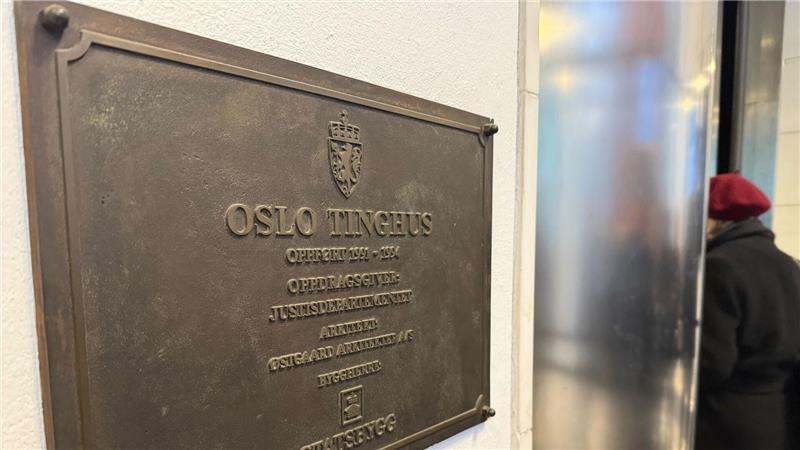 OSLO TINGHUS
OPPFØRT 1991 - 1994
OPPDRAGSGIVER:
JUSTISDEPARTEMENTET
ARKITEKT:
ØSTGAARD ARKITEKTER A/S
BYGGHERRE:
STATSBYGG